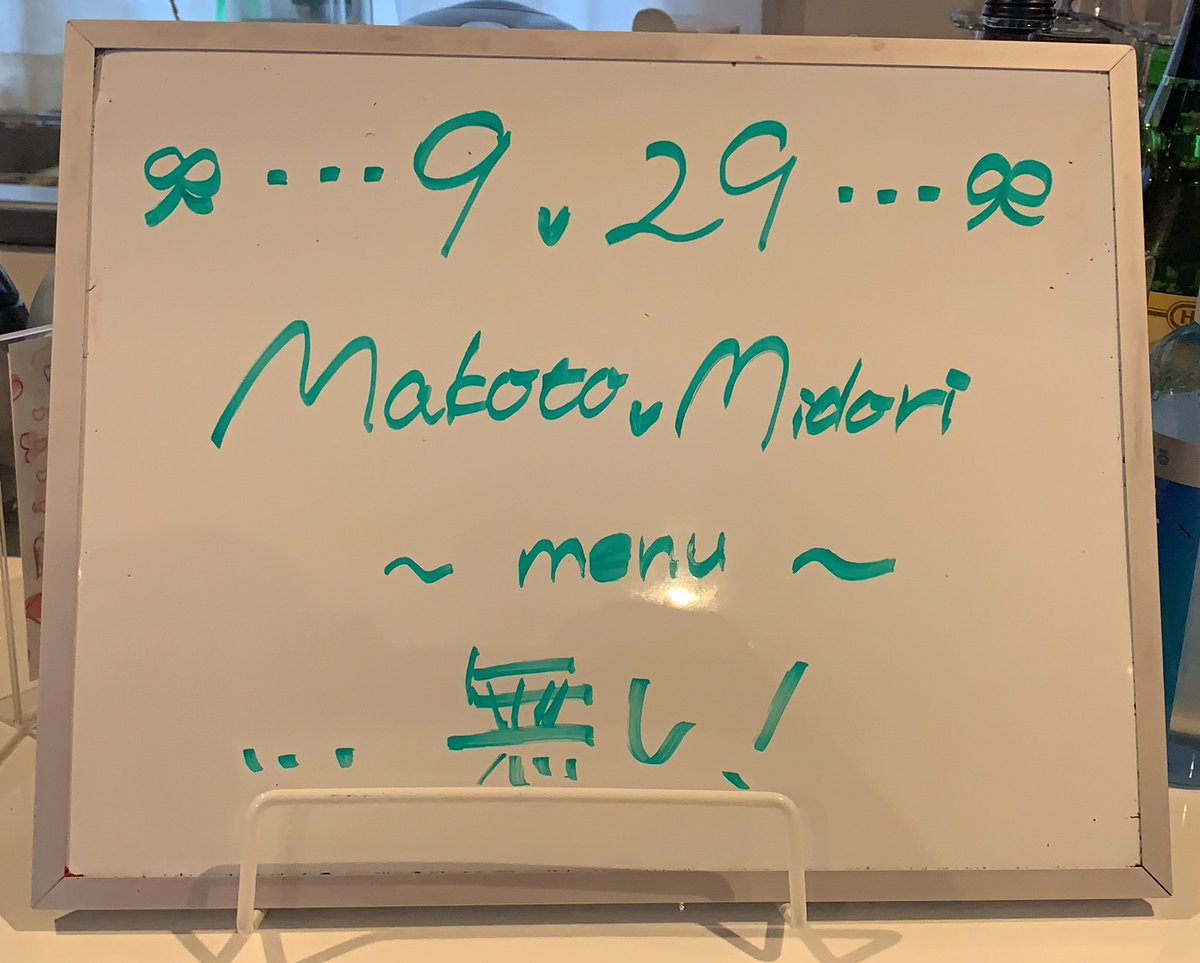 …9.29…
Makoto Midori
~ menu ~
… 無し!